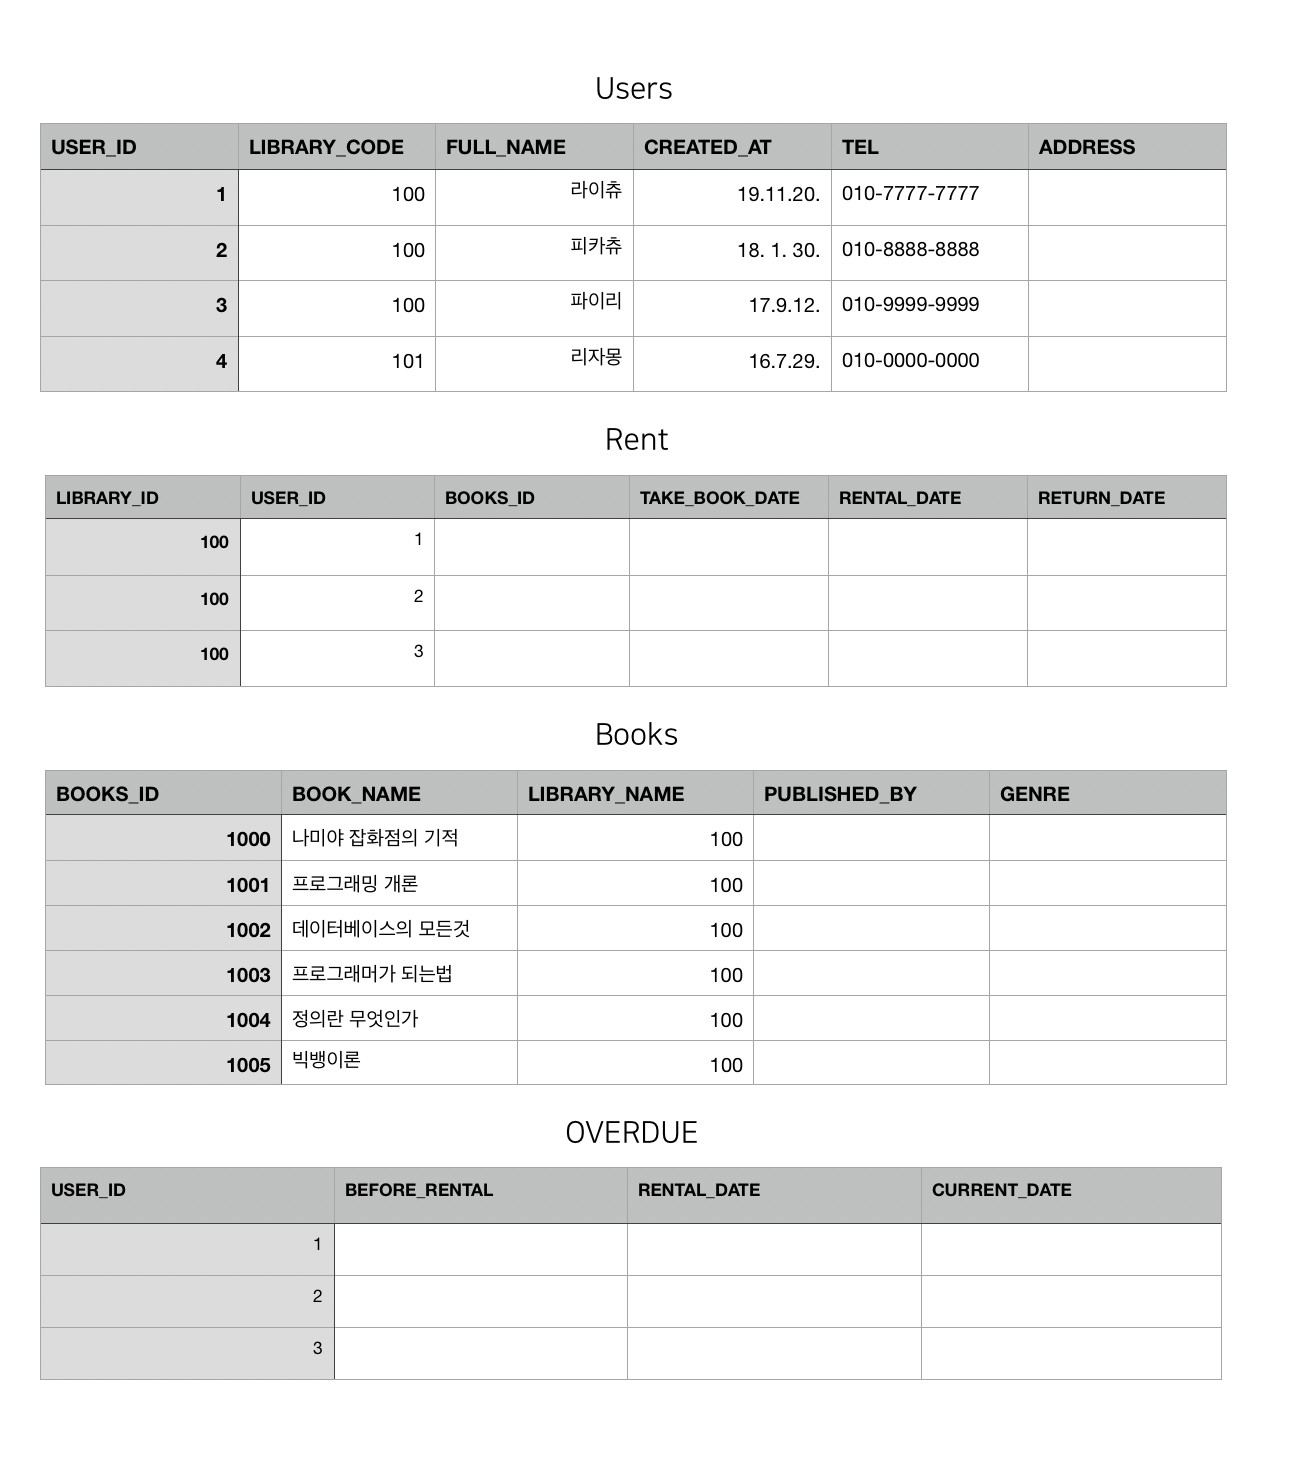 Users
USER_ID LIBRARY_CODE FULL_NAME CREATED_AT TEL ADDRESS
1 100 라이츄 19.11.20. 010-7777-7777
2 100 피카츄 18. 1. 30. 010-8888-8888
3 100 파이리 17.9.12. 010-9999-9999
4 101 리자몽 16.7.29. 010-0000-0000
Rent
LIBRARY_ID USER_ID BOOKS_ID TAKE_BOOK_DATE RENTAL_DATE RETURN_DATE
100 1
100 2
100 3
Books
BOOKS_ID BOOK_NAME LIBRARY_NAME PUBLISHED_BY GENRE
1000 나미야 잡화점의 기적 100
1001 프로그래밍 개론 100
1002 데이터베이스의 모든것 100
1003 프로그래머가 되는법 100
1004 정의란 무엇인가 100
1005 빅뱅이론 100
OVERDUE
USER_ID BEFORE_RENTAL RENTAL_DATE CURRENT_DATE
1
2
3